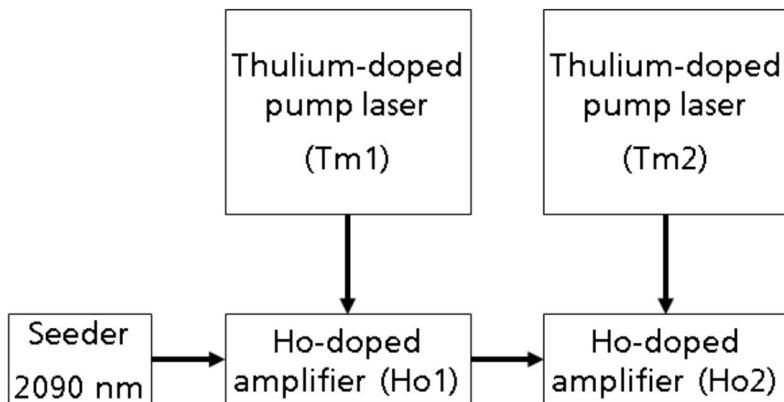 Thulium-doped
pump laser
(Tm1)
Thulium-doped
pump laser
(Tm2)
Seeder
2090 nm
Ho-doped
amplifier (Ho1)
Ho-doped
amplifier (Ho2)